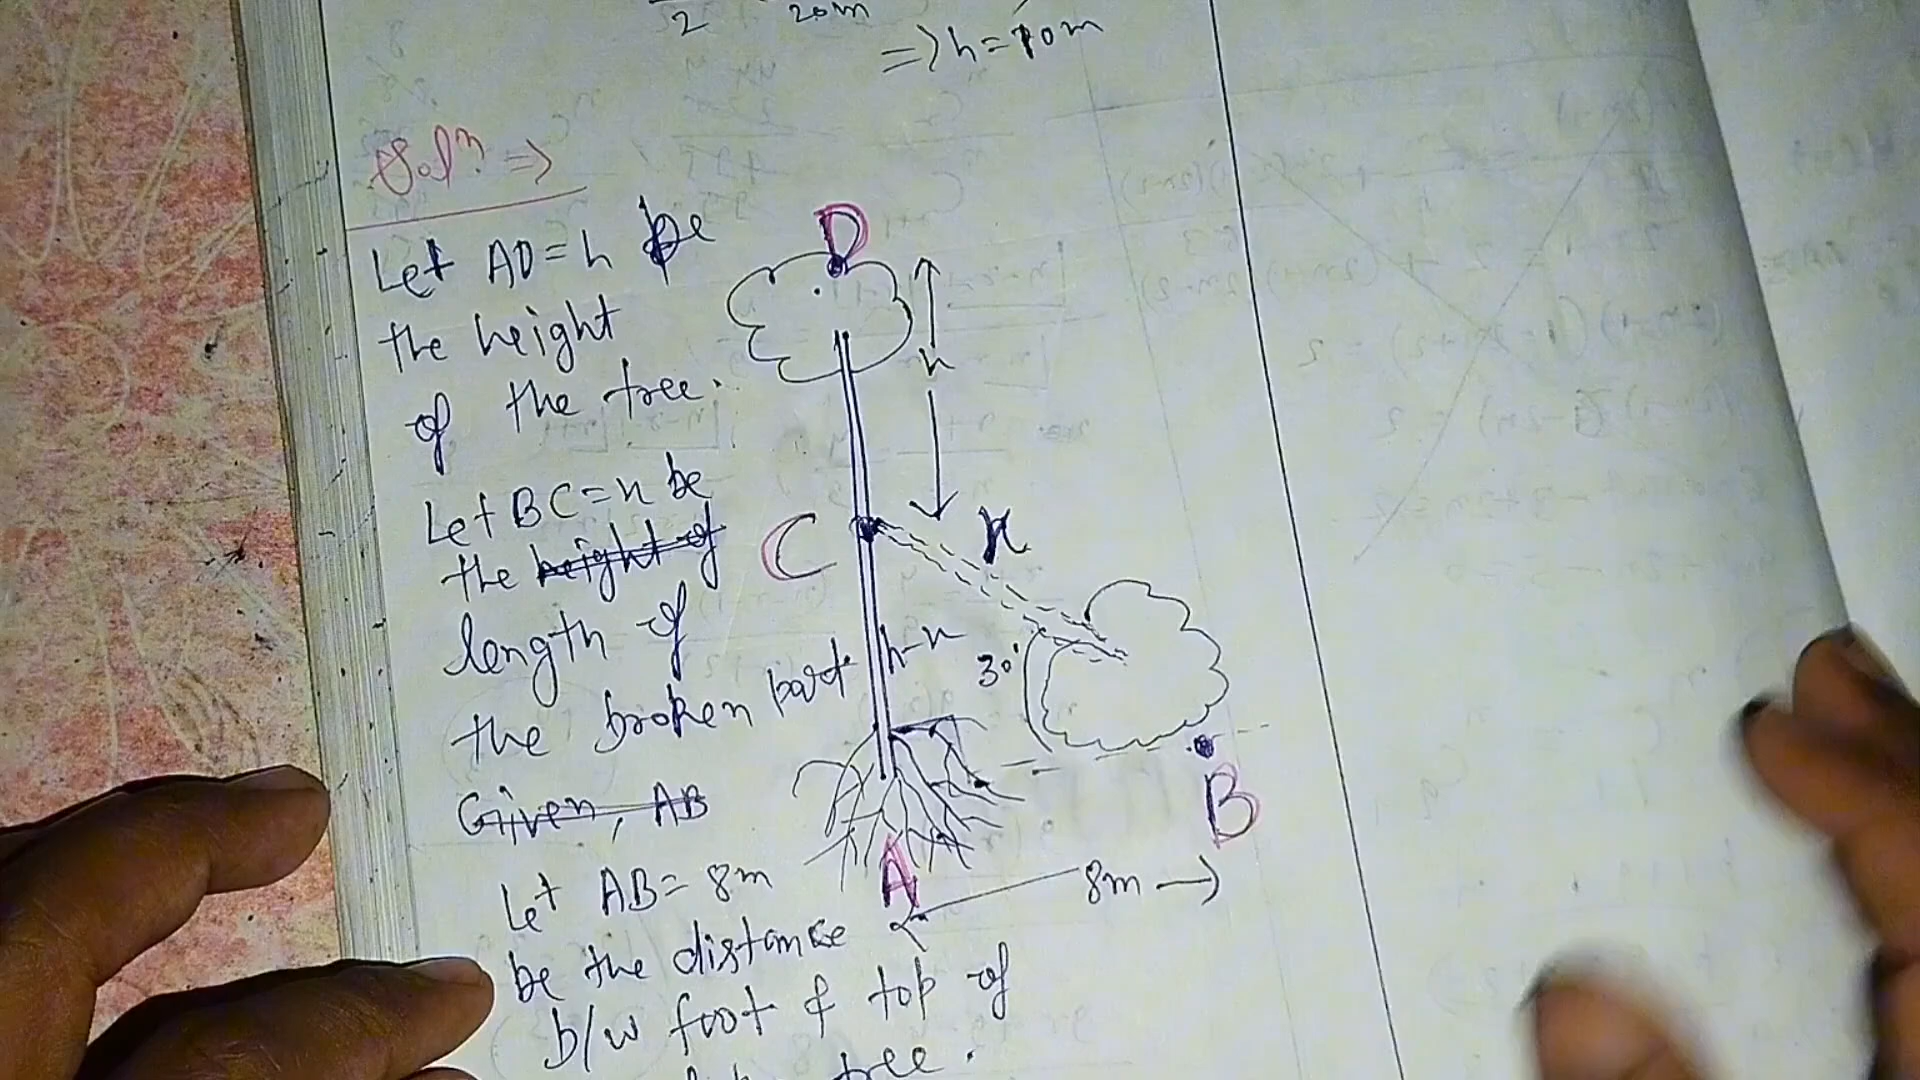 2
20m
=> h = 10m
Soln =>
Let AD = h be
the height
of the tree.
Let BC = x be
the height of
length of
the broken part
Given, AB
Let AB = 8m
be the distance
b/w foot & top of
tree.
D
x
C
x
h-x
30°
B
A
8m